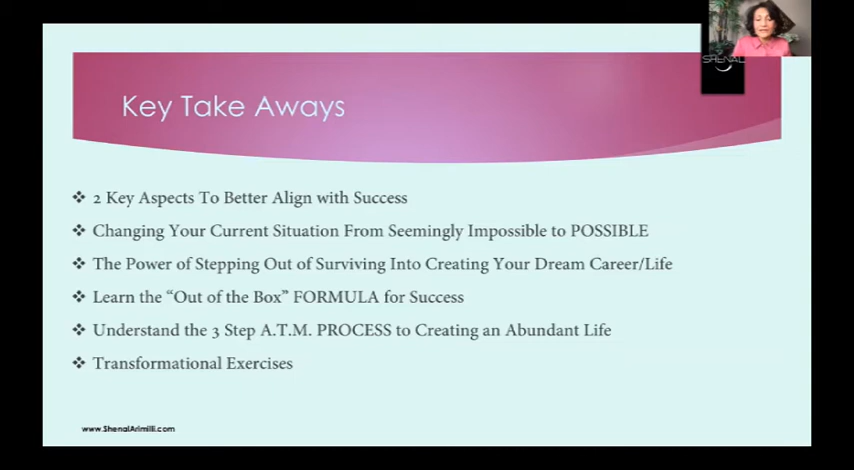 SHENAL
Key Take Aways
❖ 2 Key Aspects To Better Align with Success
❖ Changing Your Current Situation From Seemingly Impossible to POSSIBLE
❖ The Power of Stepping Out of Surviving Into Creating Your Dream Career/Life
❖ Learn the “Out of the Box” FORMULA for Success
❖ Understand the 3 Step A.T.M. PROCESS to Creating an Abundant Life
❖ Transformational Exercises
www.ShenalArimilli.com